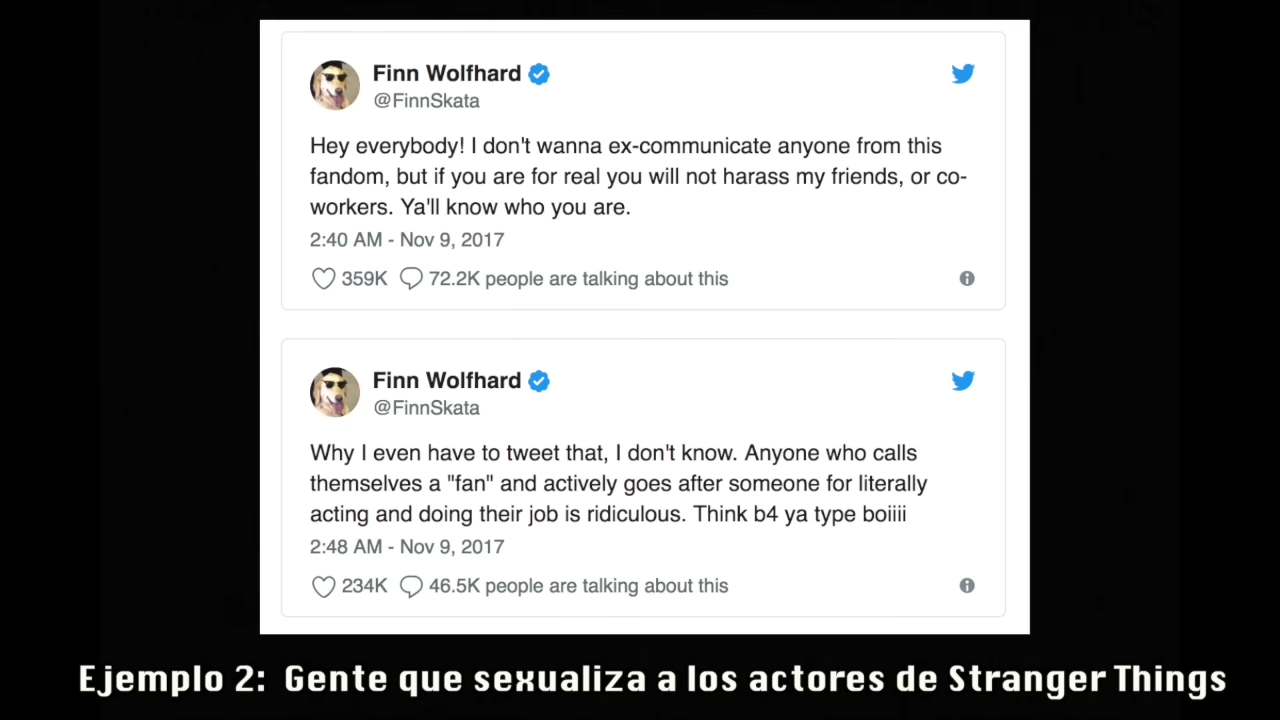 Finn Wolfhard
@FinnSkata
Hey everybody! I don't wanna ex-communicate anyone from this
fandom, but if you are for real you will not harass my friends, or co-
workers. Ya'll know who you are.
2:40 AM - Nov 9, 2017
359K 72.2K people are talking about this
Finn Wolfhard
@FinnSkata
Why I even have to tweet that, I don't know. Anyone who calls
themselves a "fan" and actively goes after someone for literally
acting and doing their job is ridiculous. Think b4 ya type boiiii
2:48 AM - Nov 9, 2017
234K 46.5K people are talking about this
Ejemplo 2: Gente que sexualiza a los actores de Stranger Things